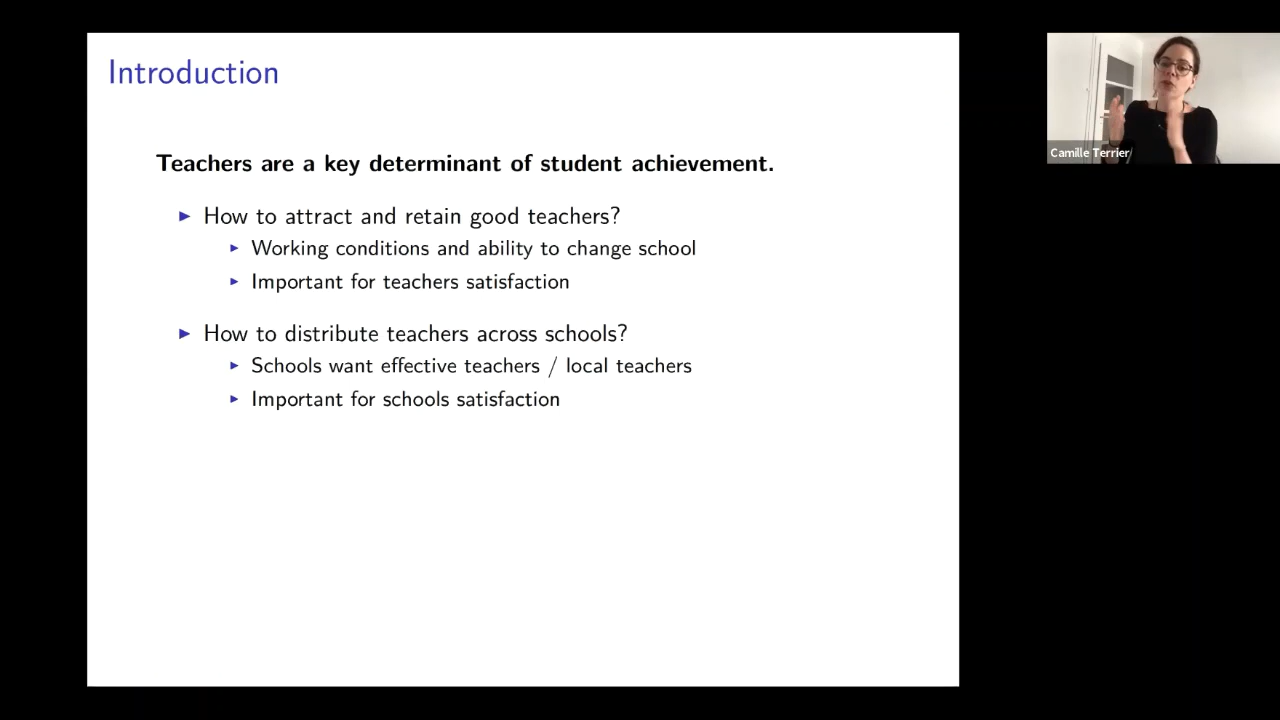 Introduction
Teachers are a key determinant of student achievement.
How to attract and retain good teachers?
Working conditions and ability to change school
Important for teachers satisfaction
How to distribute teachers across schools?
Schools want effective teachers / local teachers
Important for schools satisfaction
Camille Terrier